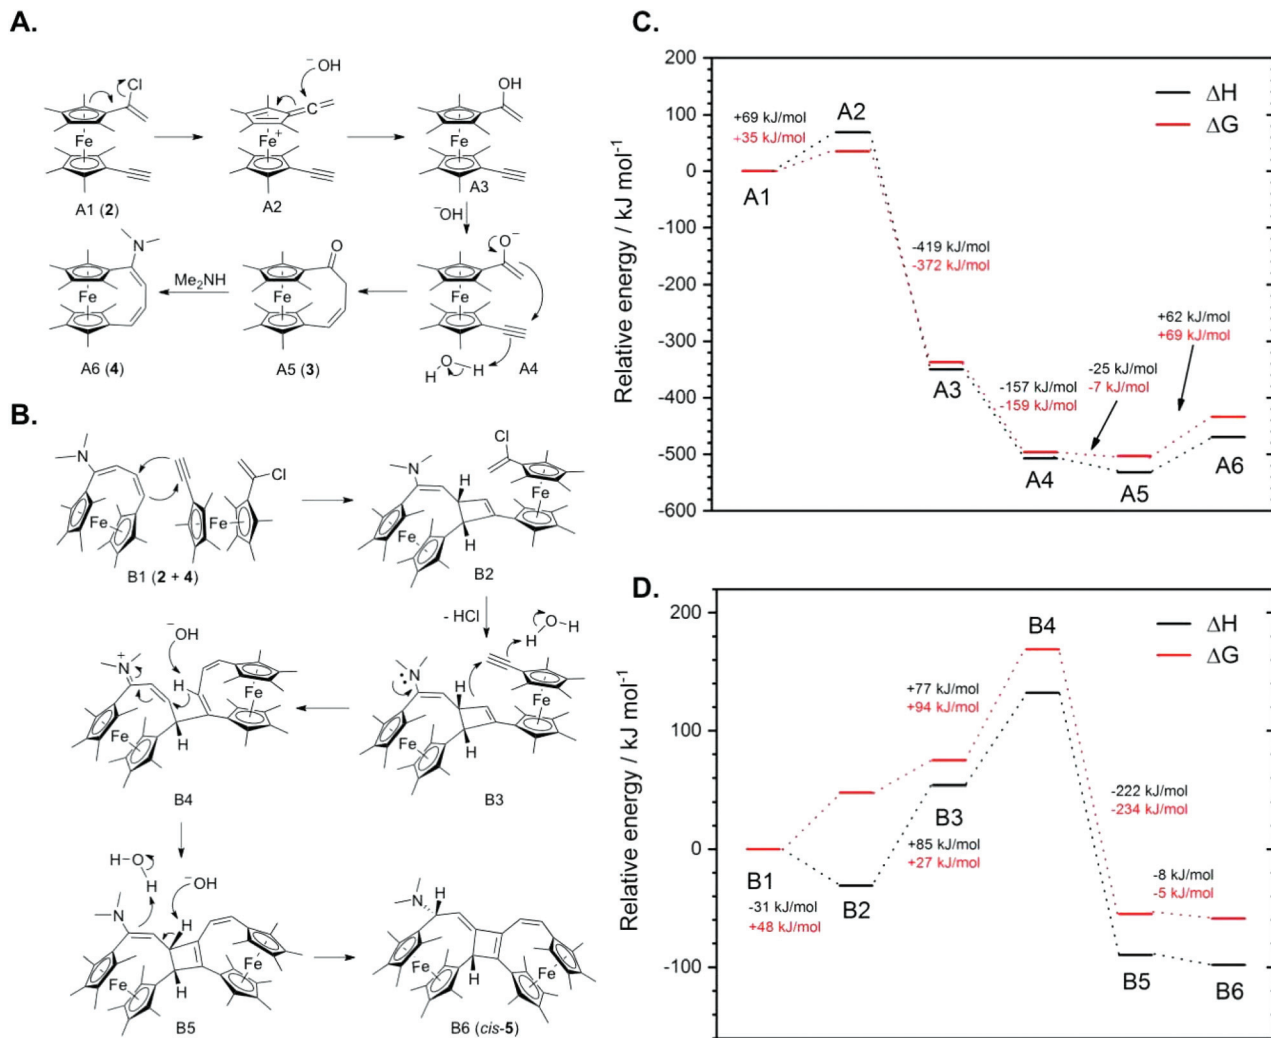 A.
Cl
⁻OH
OH
Fe
Fe⁺
C
Fe
A1 (2)
A2
A3
⁻OH
N
O
O⁻
Me₂NH
Fe
Fe
Fe
H
O
H
A6 (4)
A5 (3)
A4
B.
N
Cl
Fe
Fe
B1 (2 + 4)
N
H
Cl
Fe
Fe
H
B2
- HCl
⁻OH
N⁺
H
Fe
Fe
H
B4
H
O
H
N
H
Fe
Fe
H
B3
H-O
H
⁻OH
N
H
Fe
Fe
H
B5
N
H
Fe
Fe
H
B6 (cis-5)
C.
Relative energy / kJ mol⁻¹
200
100
0
-100
-200
-300
-400
-500
-600
ΔH
ΔG
+69 kJ/mol
+35 kJ/mol
A1
A2
-419 kJ/mol
-372 kJ/mol
A3
-157 kJ/mol
-159 kJ/mol
A4
-25 kJ/mol
-7 kJ/mol
A5
+62 kJ/mol
+69 kJ/mol
A6
D.
Relative energy / kJ mol⁻¹
200
100
0
-100
ΔH
ΔG
B1
-31 kJ/mol
+48 kJ/mol
B2
+85 kJ/mol
+27 kJ/mol
B3
+77 kJ/mol
+94 kJ/mol
B4
-222 kJ/mol
-234 kJ/mol
B5
-8 kJ/mol
-5 kJ/mol
B6